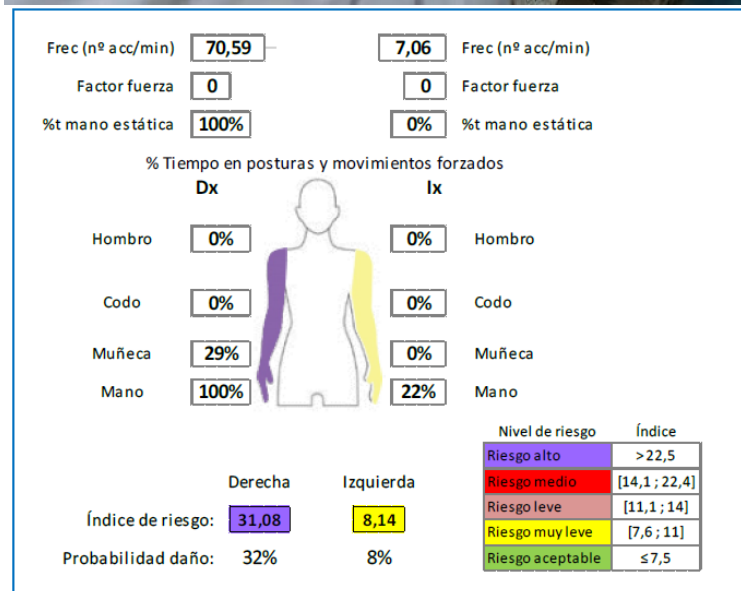 Frec (nº acc/min) 70,59 7,06 Frec (nº acc/min)
Factor fuerza 0 0 Factor fuerza
%t mano estática 100% 0% %t mano estática
% Tiempo en posturas y movimientos forzados
Dx Ix
Hombro 0% 0% Hombro
Codo 0% 0% Codo
Muñeca 29% 0% Muñeca
Mano 100% 22% Mano
Derecha Izquierda
Índice de riesgo: 31,08 8,14
Probabilidad daño: 32% 8%
Nivel de riesgo Índice
Riesgo alto >22,5
Riesgo medio [14,1 ; 22,4]
Riesgo leve [11,1 ; 14]
Riesgo muy leve [7,6 ; 11]
Riesgo aceptable ≤7,5